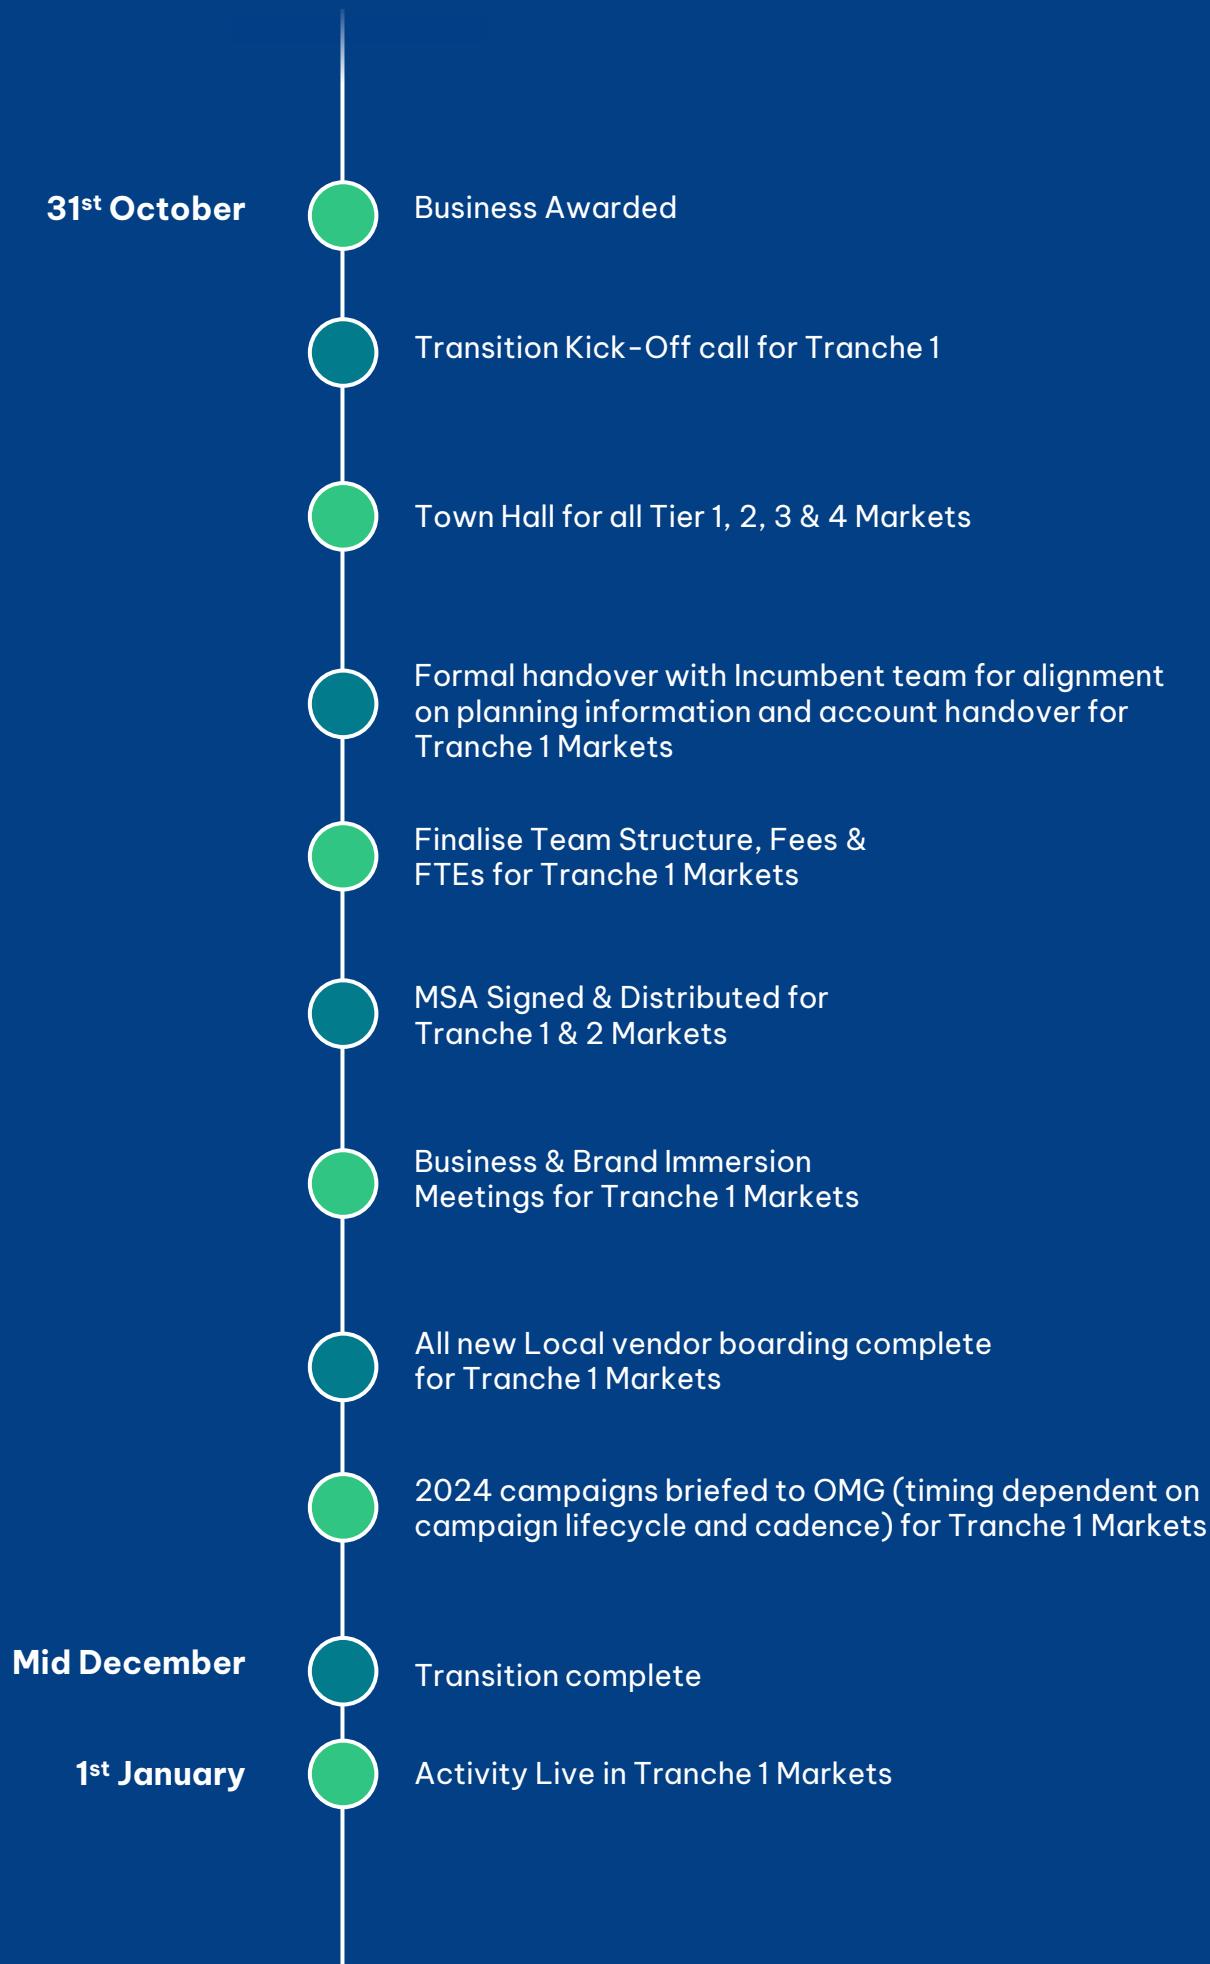 31st October
Business Awarded
Transition Kick-Off call for Tranche 1
Town Hall for all Tier 1, 2, 3 & 4 Markets
Formal handover with Incumbent team for alignment
on planning information and account handover for
Tranche 1 Markets
Finalise Team Structure, Fees &
FTEs for Tranche 1 Markets
MSA Signed & Distributed for
Tranche 1 & 2 Markets
Business & Brand Immersion
Meetings for Tranche 1 Markets
All new Local vendor boarding complete
for Tranche 1 Markets
2024 campaigns briefed to OMG (timing dependent on
campaign lifecycle and cadence) for Tranche 1 Markets
Mid December
Transition complete
1st January
Activity Live in Tranche 1 Markets